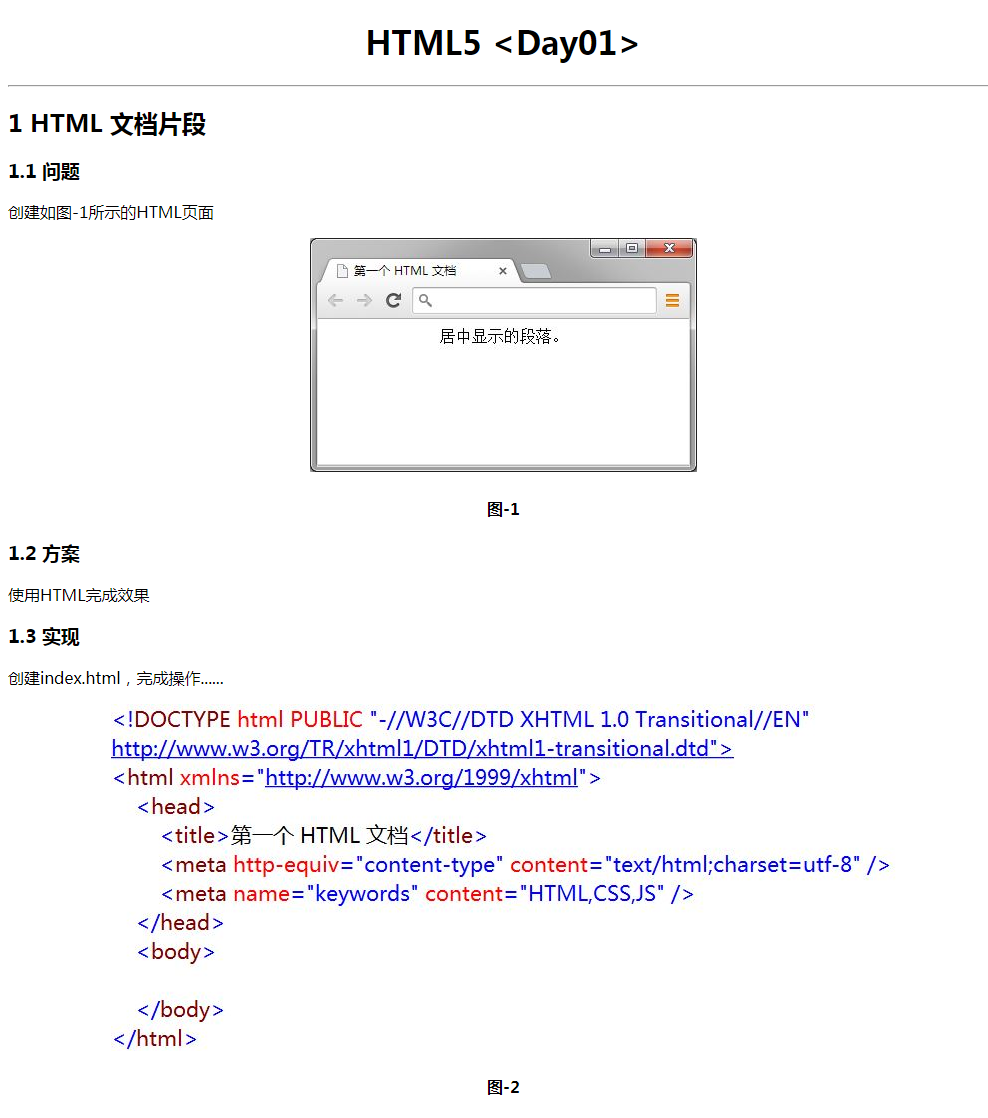 HTML5 <Day01>
1 HTML 文档片段
1.1 问题
创建如图-1所示的HTML页面
第一个 HTML 文档
居中显示的段落。
图-1
1.2 方案
使用HTML完成效果
1.3 实现
创建index.html，完成操作......
<!DOCTYPE html PUBLIC "-//W3C//DTD XHTML 1.0 Transitional//EN"
http://www.w3.org/TR/xhtml1/DTD/xhtml1-transitional.dtd">
<html xmlns="http://www.w3.org/1999/xhtml">
<head>
<title>第一个 HTML 文档</title>
<meta http-equiv="content-type" content="text/html;charset=utf-8" />
<meta name="keywords" content="HTML,CSS,JS" />
</head>
<body>
</body>
</html>
图-2